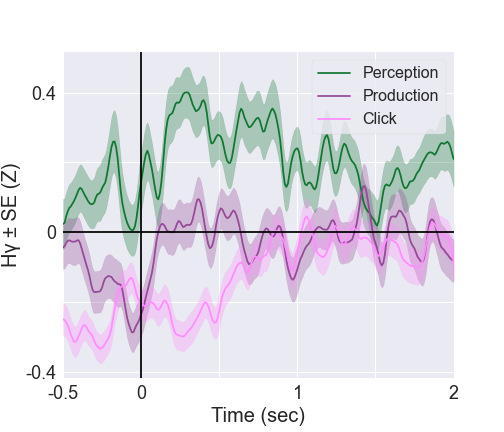 Perception
Production
Click
Hγ ± SE (Z)
0.4
0
-0.4
-0.5
0
1
2
Time (sec)